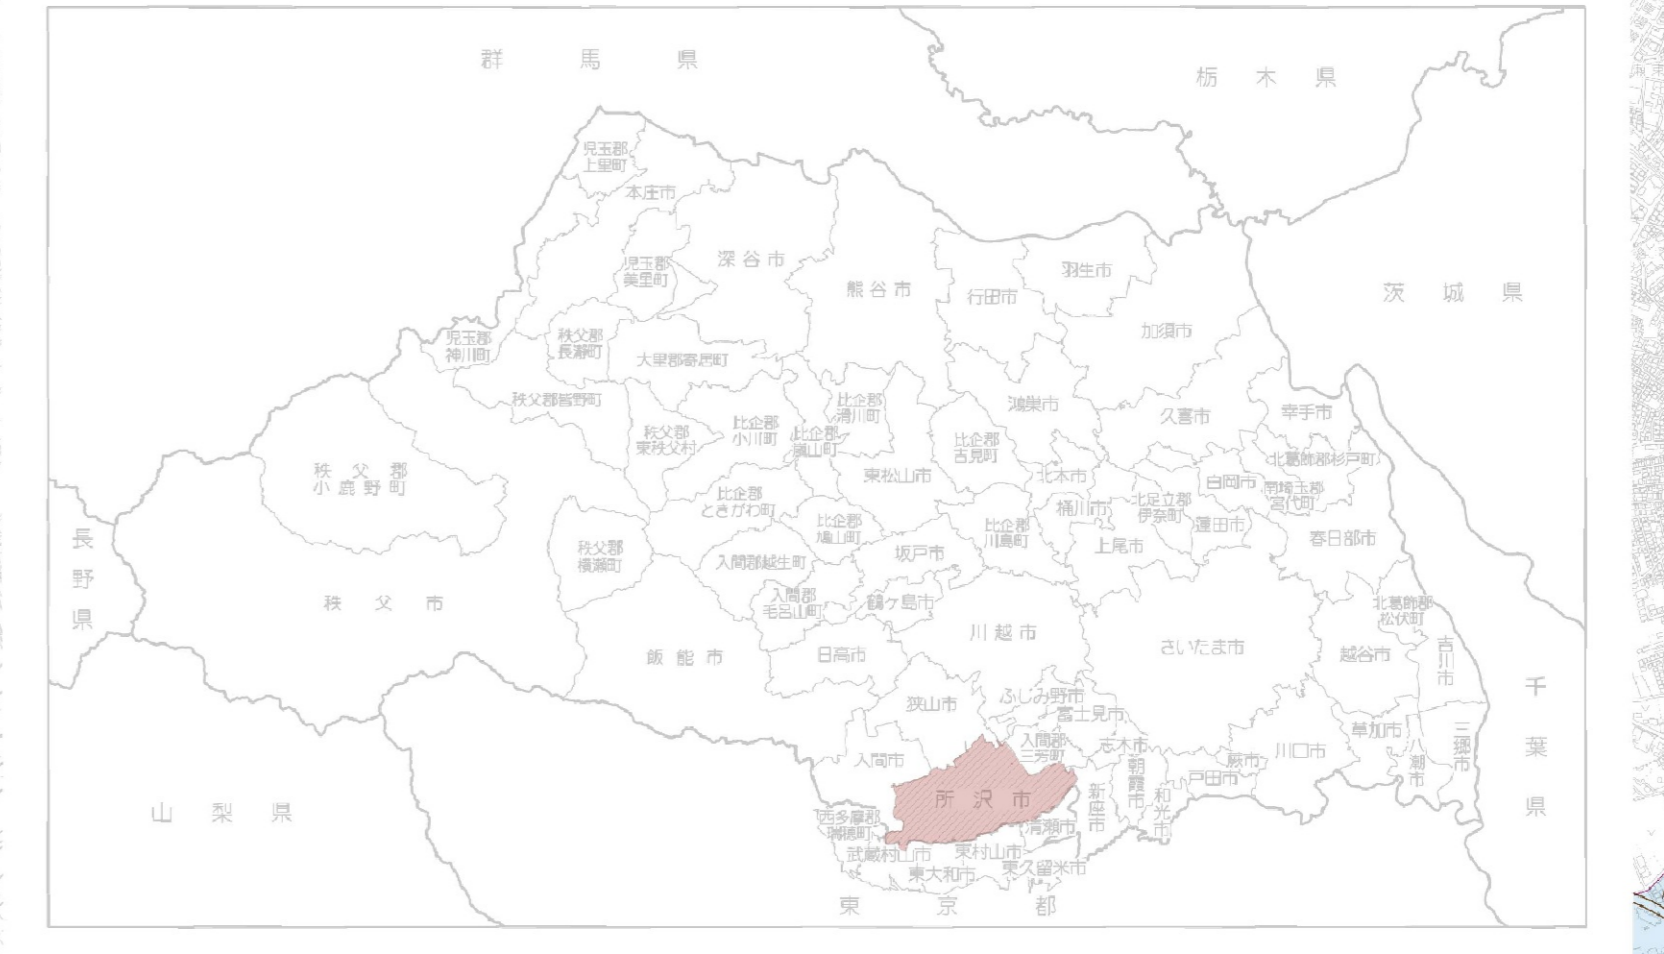 群馬県
栃木県
児玉郡
上里町
本庄市
深谷市
児玉郡
美里町
熊谷市
行田市
羽生市
茨城県
加須市
児玉郡
神川町
秩父郡
長瀞町
大里郡寄居町
秩父郡皆野町
比企郡
滑川町
鴻巣市
久喜市
幸手市
秩父郡
東秩父村
比企郡
小川町
比企郡
嵐山町
比企郡
吉見町
北葛飾郡杉戸町
秩父郡
小鹿野町
東松山市
北本市
白岡市
南埼玉郡
宮代町
比企郡
ときがわ町
桶川市
北足立郡
伊奈町
蓮田市
比企郡
鳩山町
比企郡
川島町
上尾市
春日部市
長野県
秩父郡
横瀬町
入間郡越生町
坂戸市
秩父市
入間郡
毛呂山町
鶴ヶ島市
北葛飾郡
松伏町
川越市
さいたま市
越谷市
吉川市
飯能市
日高市
千葉県
狭山市
ふじみ野市
富士見市
入間郡
三芳町
志木市
川口市
草加市
八潮市
三郷市
入間市
蕨市
戸田市
朝霞市
新座市
和光市
所沢市
山梨県
西多摩郡
瑞穂町
清瀬市
武蔵村山市
東村山市
東大和市
東久留米市
東京都